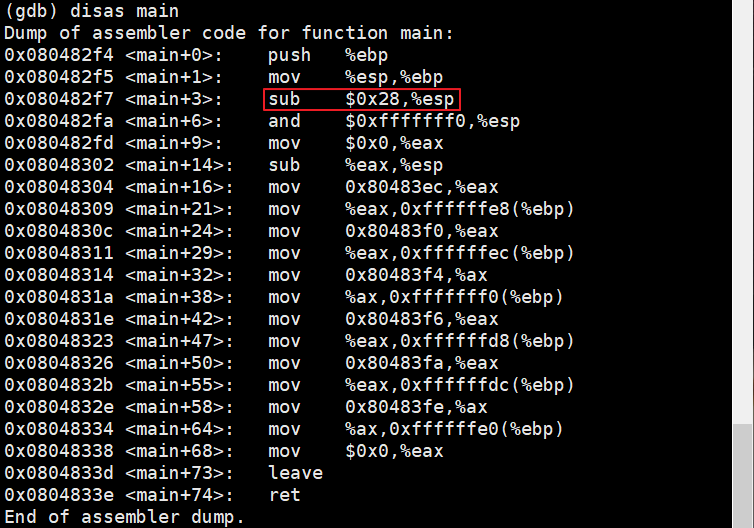 (gdb) disas main
Dump of assembler code for function main:
0x080482f4 <main+0>:    push   %ebp
0x080482f5 <main+1>:    mov    %esp,%ebp
0x080482f7 <main+3>:    sub    $0x28,%esp
0x080482fa <main+6>:    and    $0xfffffff0,%esp
0x080482fd <main+9>:    mov    $0x0,%eax
0x08048302 <main+14>:   sub    %eax,%esp
0x08048304 <main+16>:   mov    0x80483ec,%eax
0x08048309 <main+21>:   mov    %eax,0xffffffe8(%ebp)
0x0804830c <main+24>:   mov    0x80483f0,%eax
0x08048311 <main+29>:   mov    %eax,0xffffffec(%ebp)
0x08048314 <main+32>:   mov    0x80483f4,%ax
0x0804831a <main+38>:   mov    %ax,0xfffffff0(%ebp)
0x0804831e <main+42>:   mov    0x80483f6,%eax
0x08048323 <main+47>:   mov    %eax,0xffffffd8(%ebp)
0x08048326 <main+50>:   mov    0x80483fa,%eax
0x0804832b <main+55>:   mov    %eax,0xffffffdc(%ebp)
0x0804832e <main+58>:   mov    0x80483fe,%ax
0x08048334 <main+64>:   mov    %ax,0xffffffe0(%ebp)
0x08048338 <main+68>:   mov    $0x0,%eax
0x0804833d <main+73>:   leave
0x0804833e <main+74>:   ret
End of assembler dump.